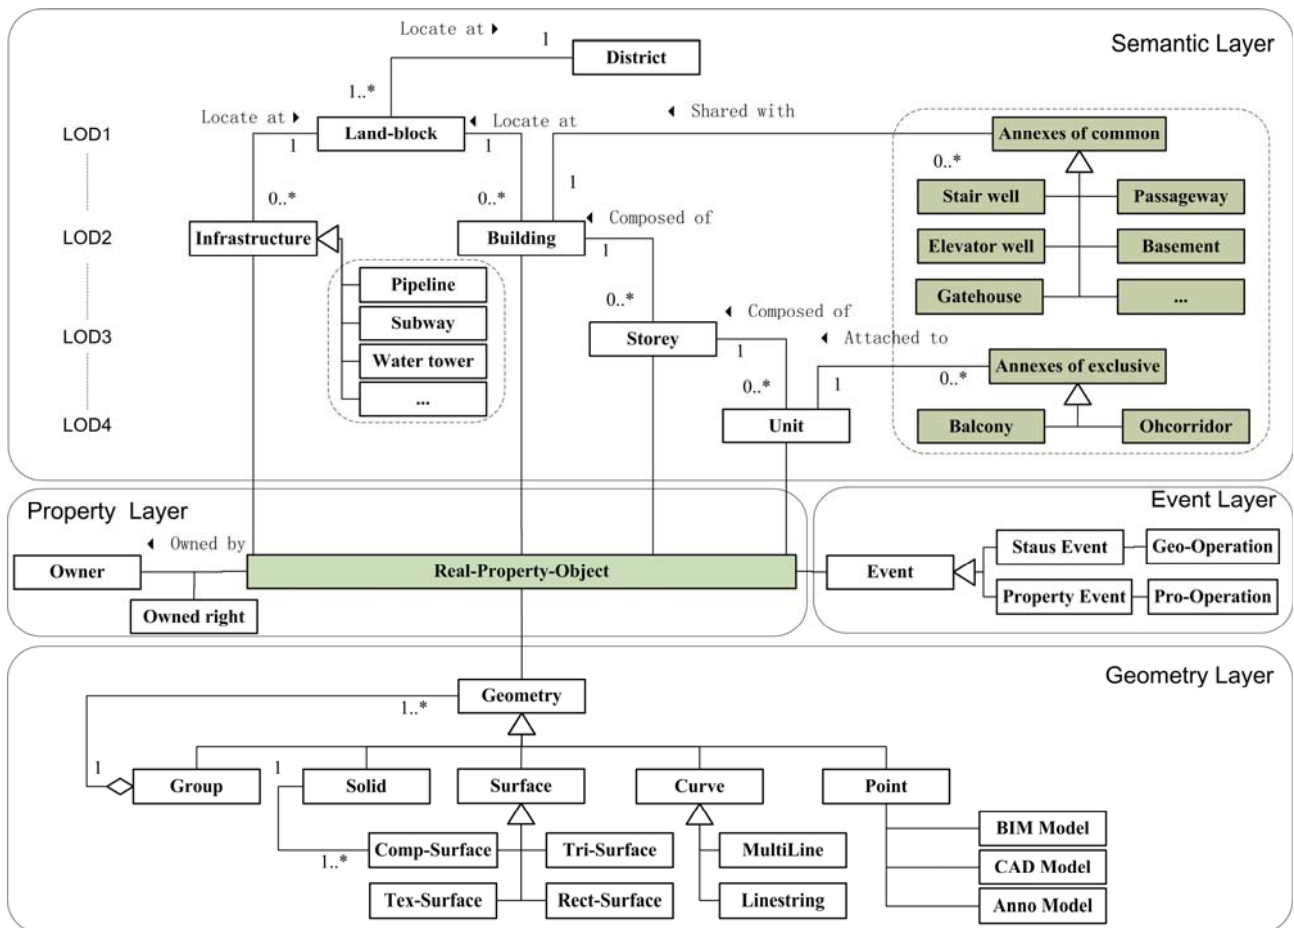 Semantic Layer
Locate at ▶
1
District
1..*
Locate at ▶
◀ Locate at
◀ Shared with
LOD1
Land-block
Annexes of common
1
1
0..*
0..*
0..*
1
Stair well
Passageway
◀ Composed of
LOD2
Infrastructure
Building
1
Elevator well
Basement
Pipeline
0..*
Gatehouse
...
◀ Composed of
LOD3
Subway
Storey
1
◀ Attached to
Water tower
0..*
1
0..*
Annexes of exclusive
...
LOD4
Unit
Balcony
Ohcorridor
Property Layer
Event Layer
◀ Owned by
Owner
Real-Property-Object
Owned right
Event
Staus Event
Geo-Operation
Property Event
Pro-Operation
Geometry Layer
Geometry
1..*
1
1
Group
Solid
Surface
Curve
Point
1..*
Comp-Surface
Tri-Surface
MultiLine
BIM Model
CAD Model
Tex-Surface
Rect-Surface
Linestring
Anno Model